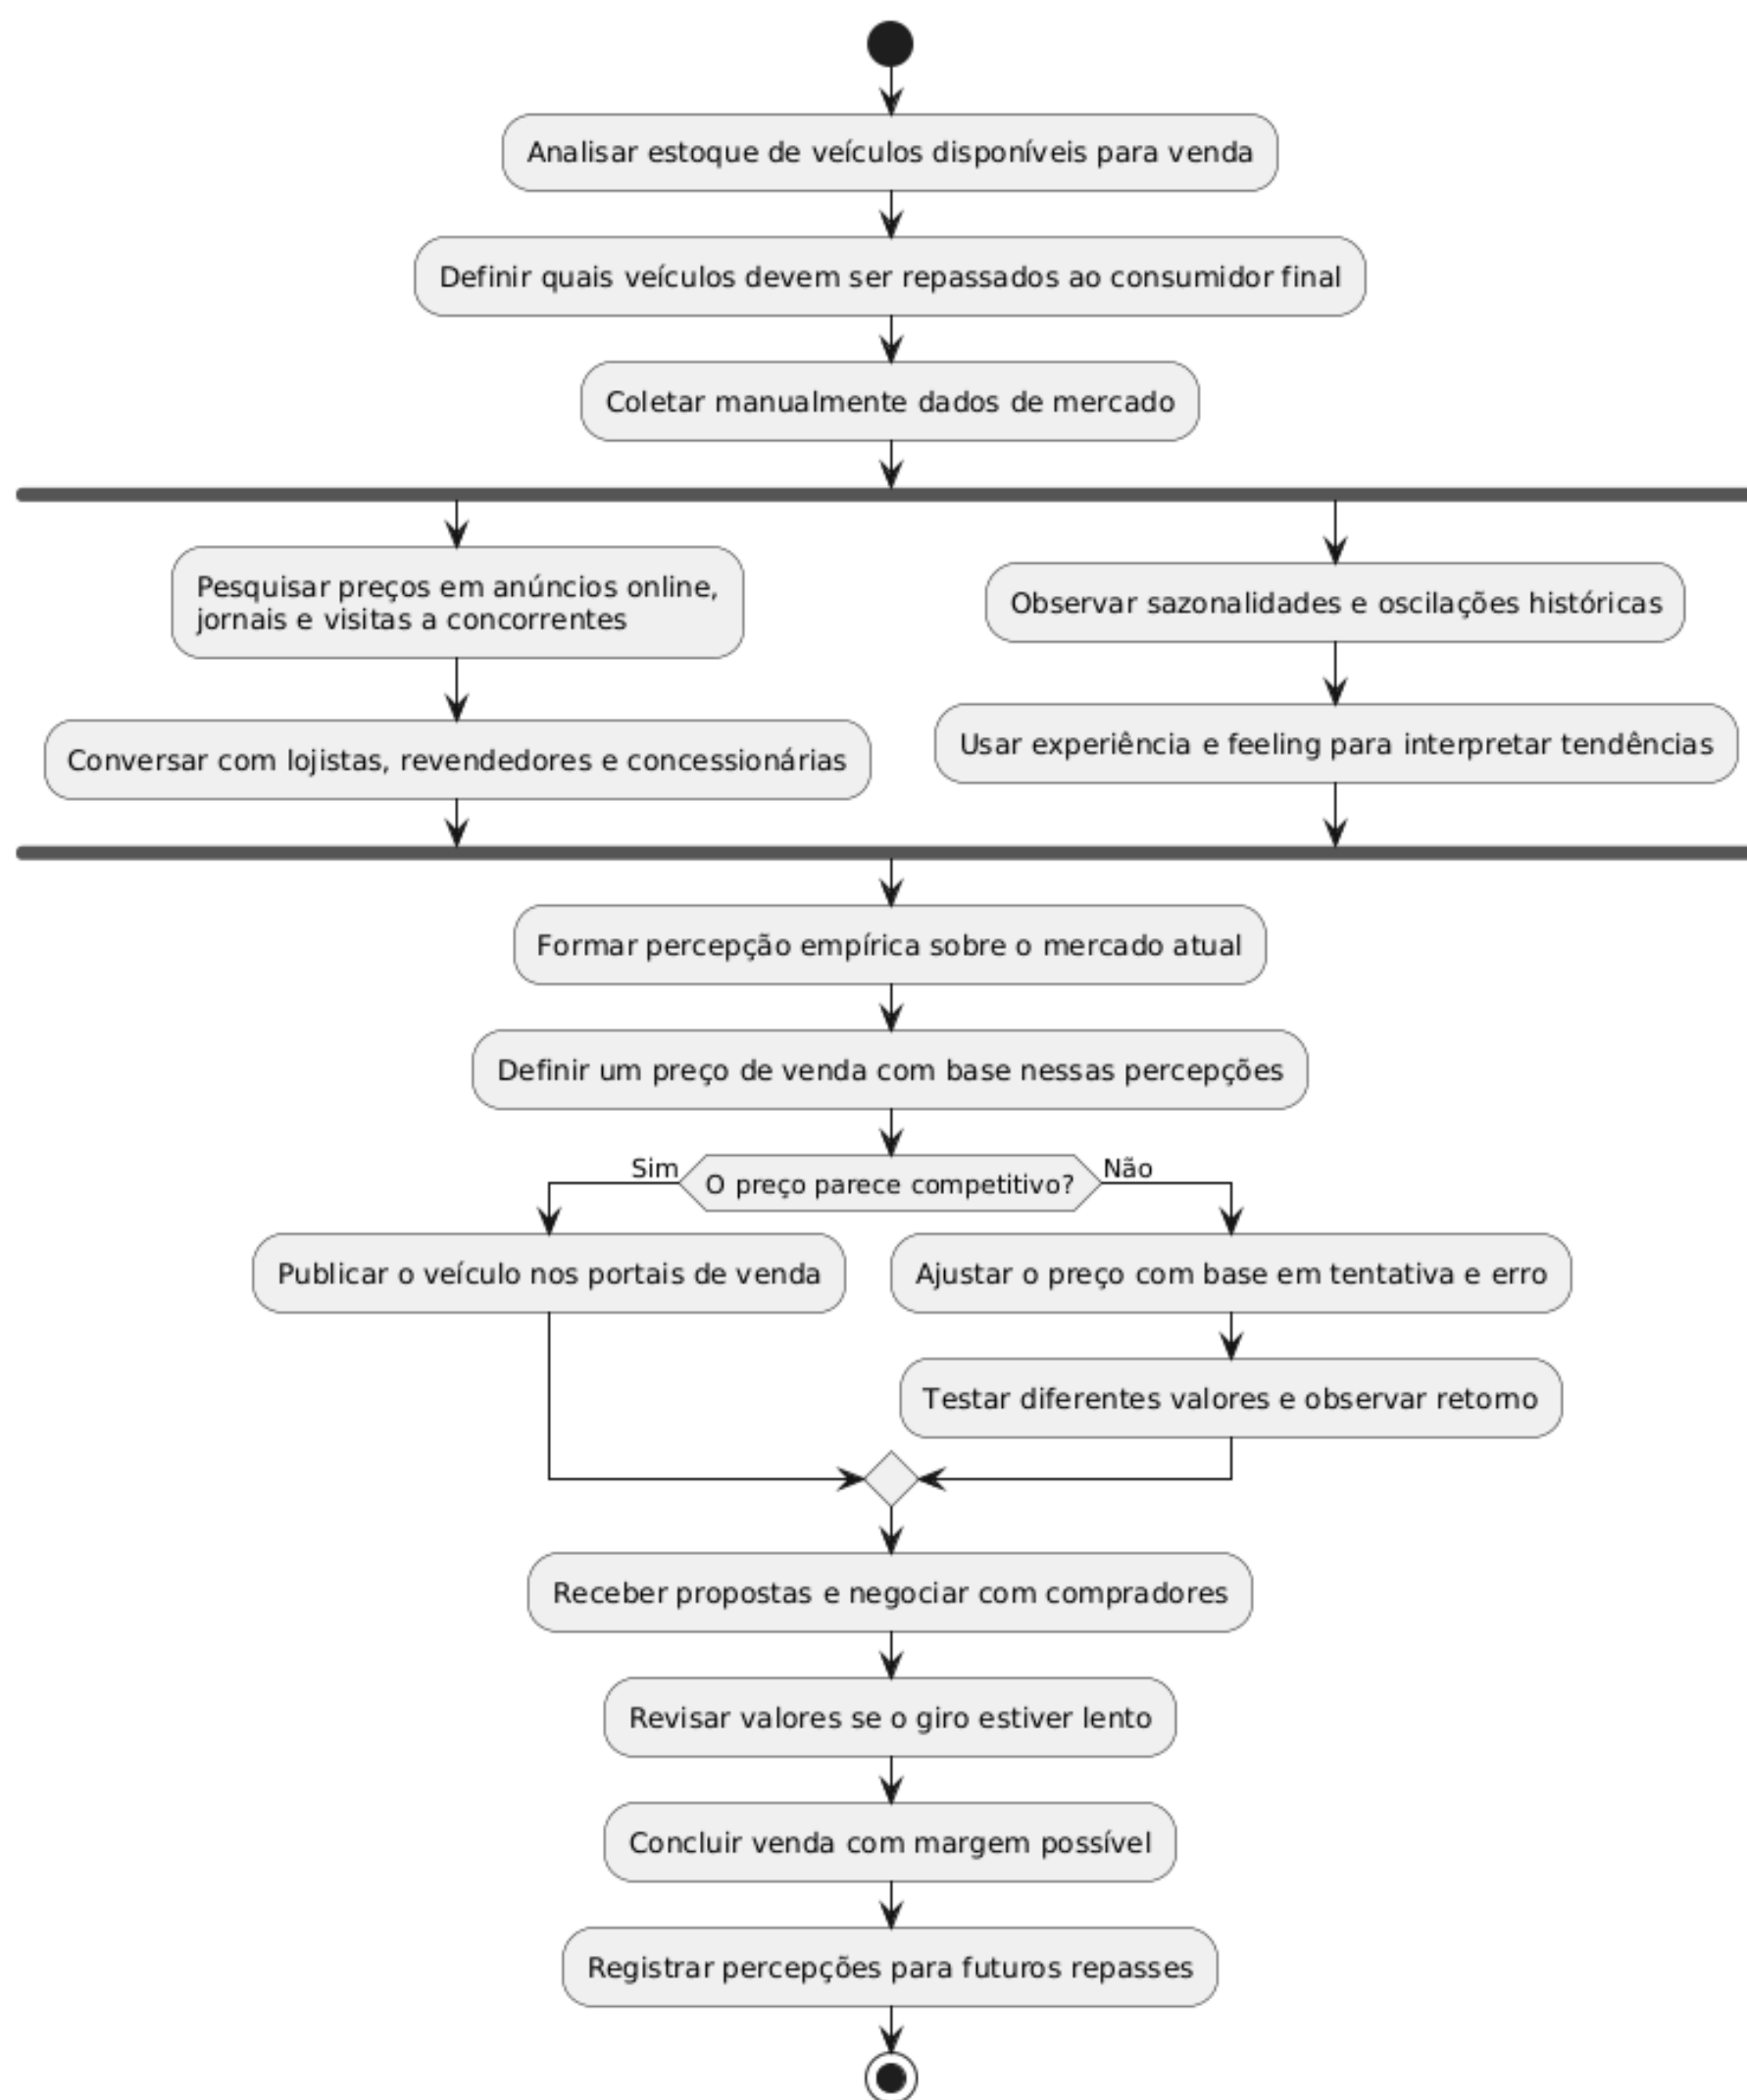 Analisar estoque de veículos disponíveis para venda
Definir quais veículos devem ser repassados ao consumidor final
Coletar manualmente dados de mercado
Pesquisar preços em anúncios online,
jornais e visitas a concorrentes
Conversar com lojistas, revendedores e concessionárias
Observar sazonalidades e oscilações históricas
Usar experiência e feeling para interpretar tendências
Formar percepção empírica sobre o mercado atual
Definir um preço de venda com base nessas percepções
Sim
O preço parece competitivo?
Não
Publicar o veículo nos portais de venda
Ajustar o preço com base em tentativa e erro
Testar diferentes valores e observar retorno
Receber propostas e negociar com compradores
Revisar valores se o giro estiver lento
Concluir venda com margem possível
Registrar percepções para futuros repasses